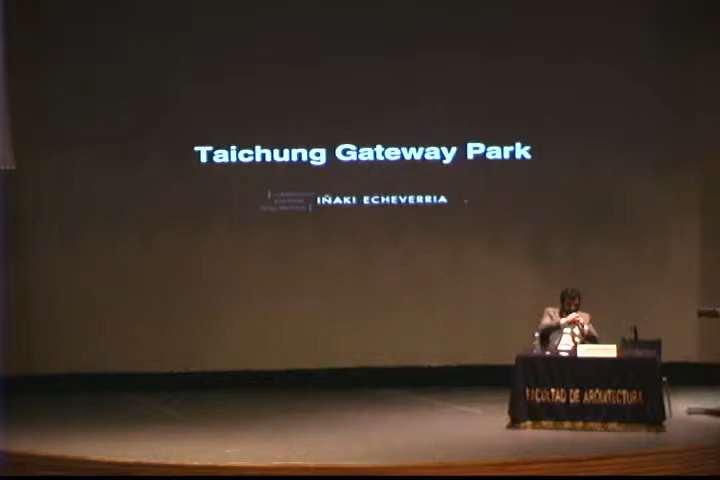 Taichung Gateway Park
IÑAKI ECHEVERRIA
FACULTAD DE ARQUITECTURA